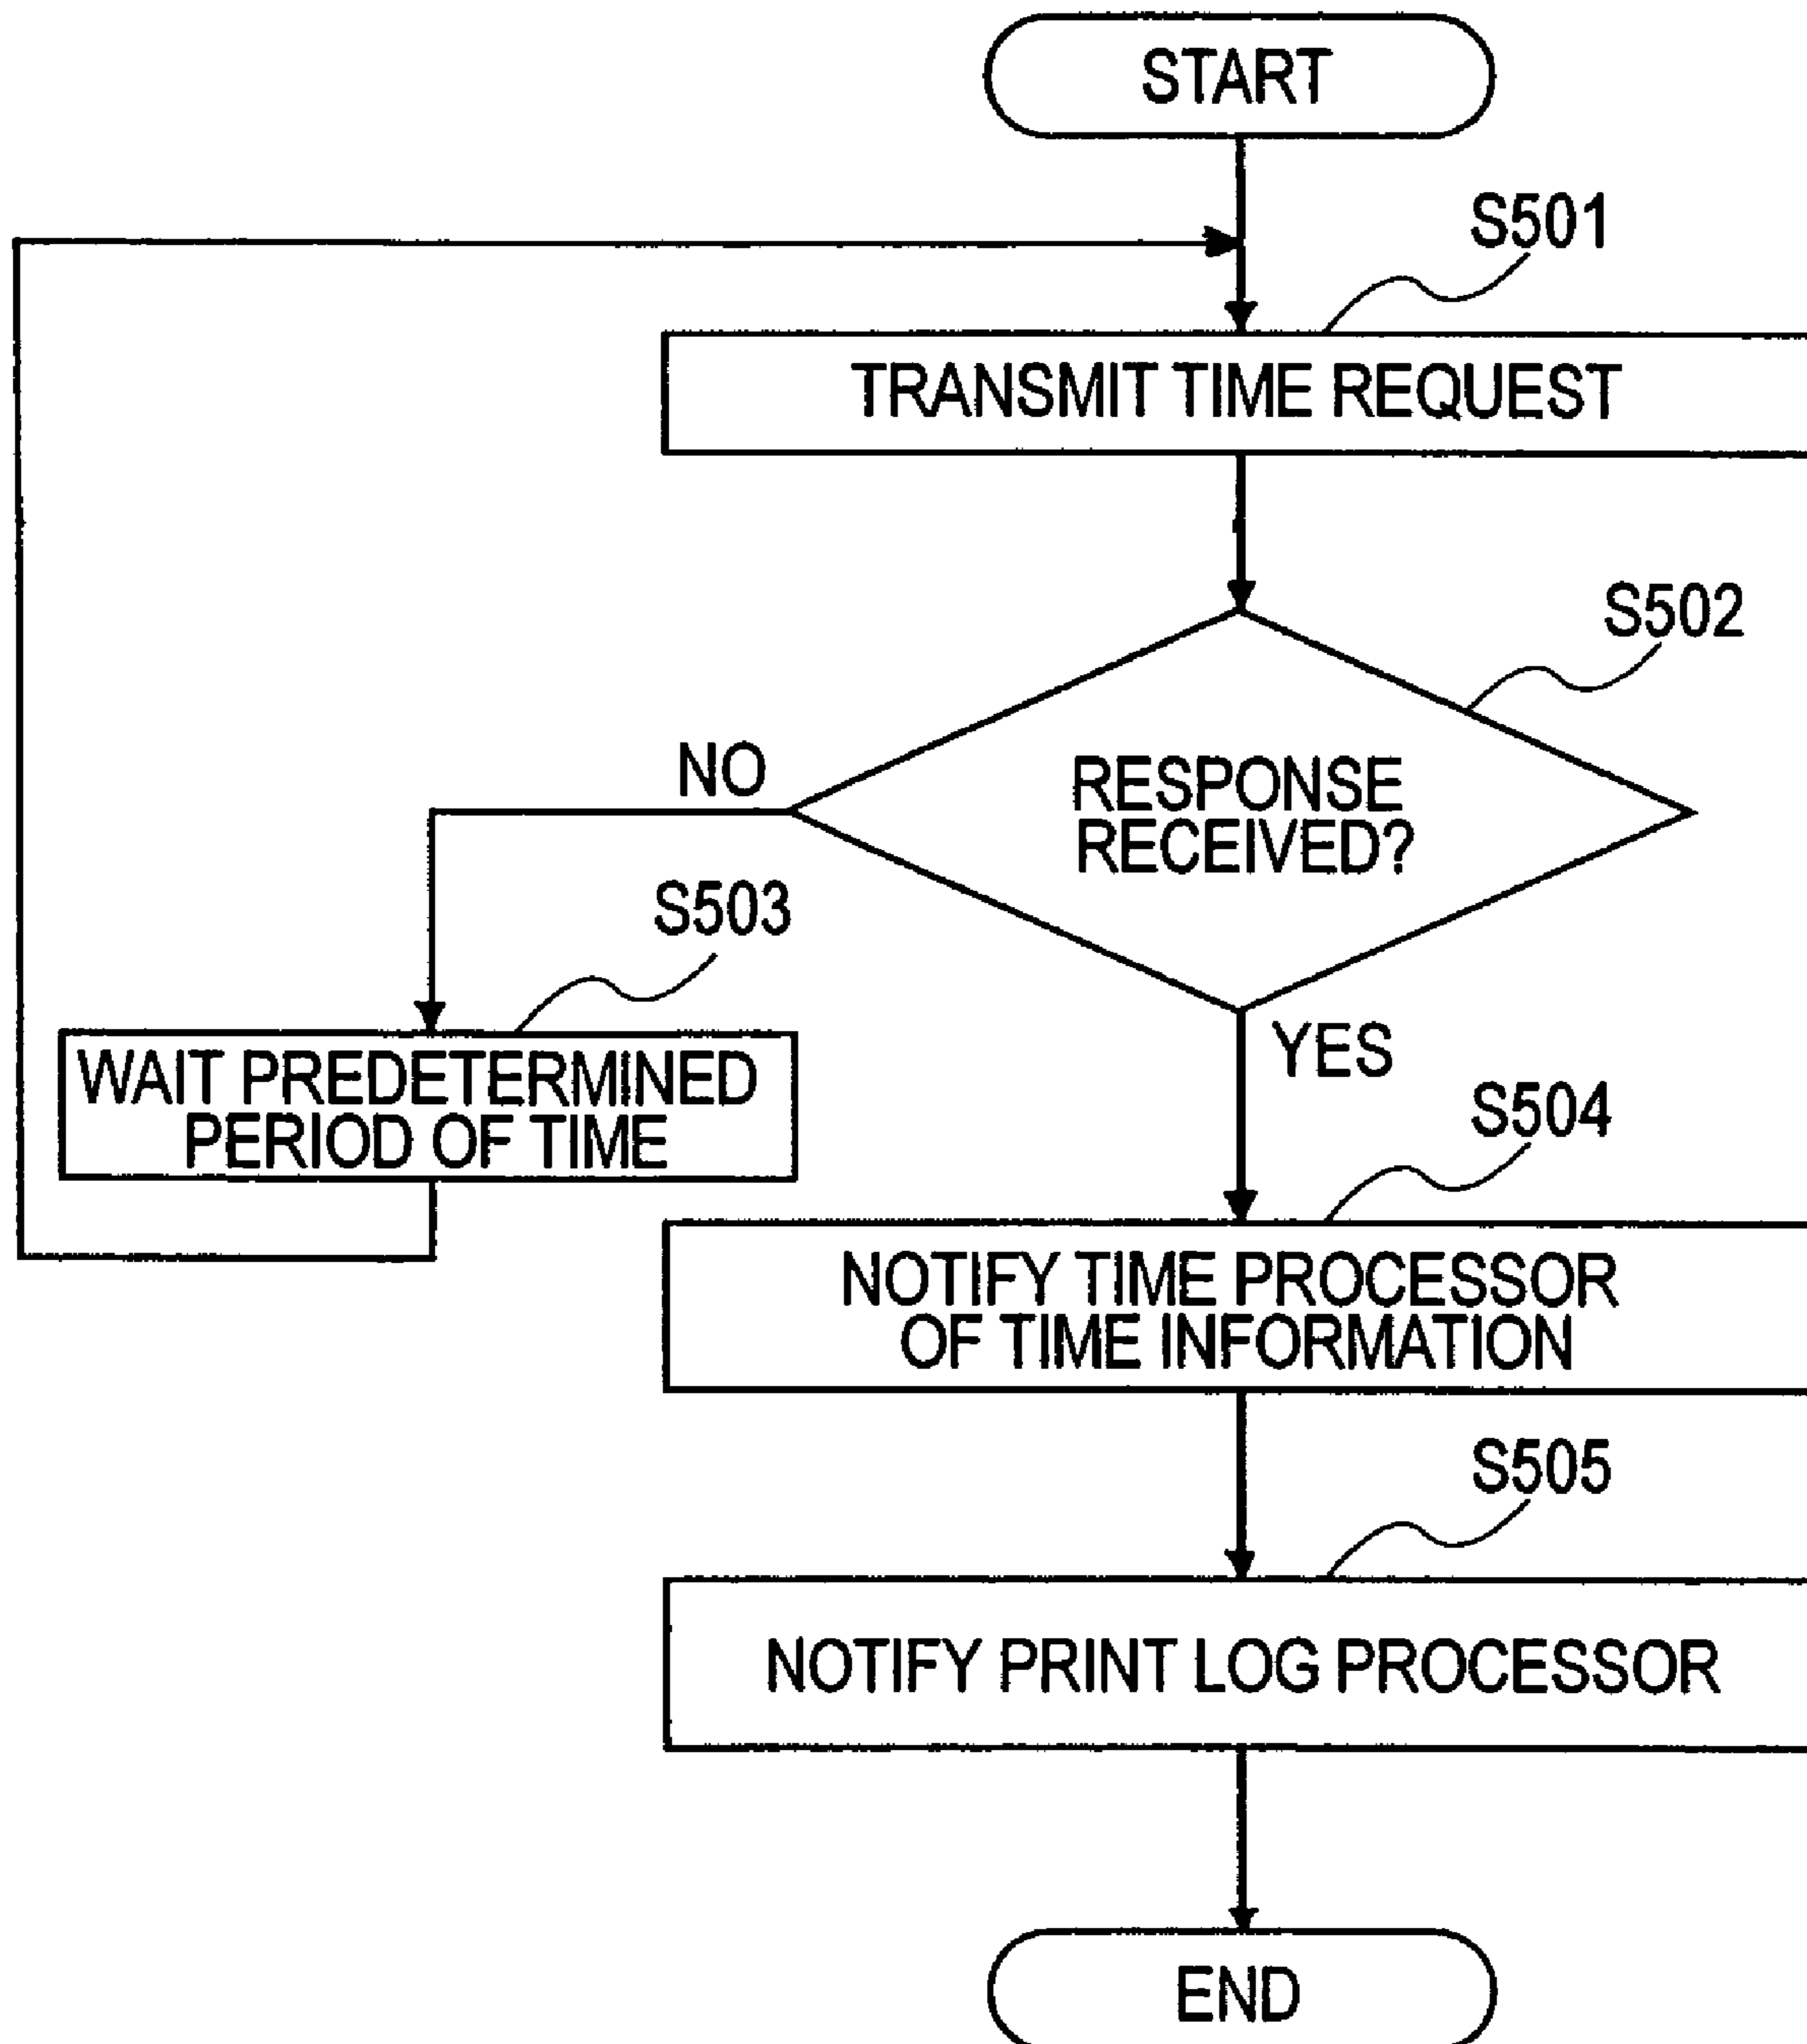 START
S501
TRANSMIT TIME REQUEST
S502
NO
RESPONSE
RECEIVED?
S503
YES
WAIT PREDETERMINED
PERIOD OF TIME
S504
NOTIFY TIME PROCESSOR
OF TIME INFORMATION
S505
NOTIFY PRINT LOG PROCESSOR
END